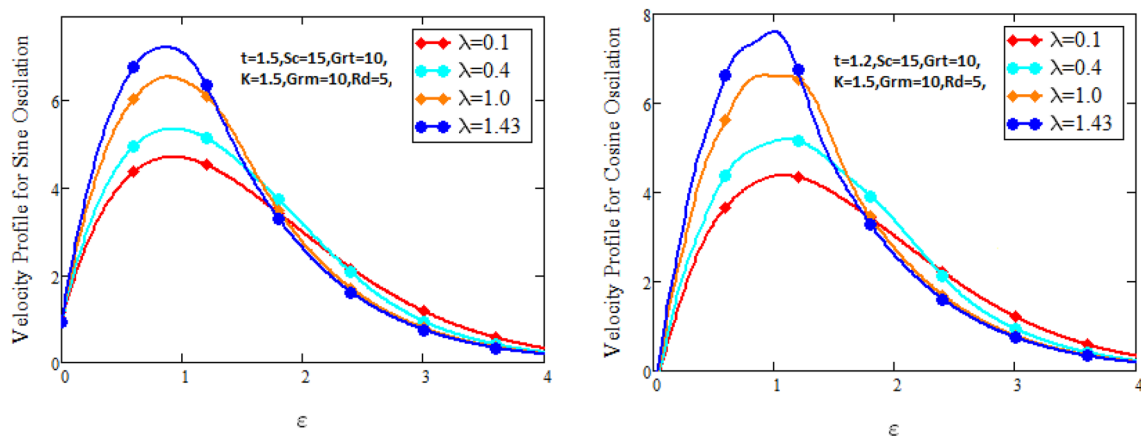 Velocity Profile for Sine Oscilation
6
4
2
0
0
1
2
3
4
ε
t=1.5,Sc=15,Grt=10,
K=1.5,Grm=10,Rd=5,
λ=0.1
λ=0.4
λ=1.0
λ=1.43
Velocity Profile for Cosine Oscilation
8
6
4
2
0
0
1
2
3
4
ε
t=1.2,Sc=15,Grt=10,
K=1.5,Grm=10,Rd=5,
λ=0.1
λ=0.4
λ=1.0
λ=1.43